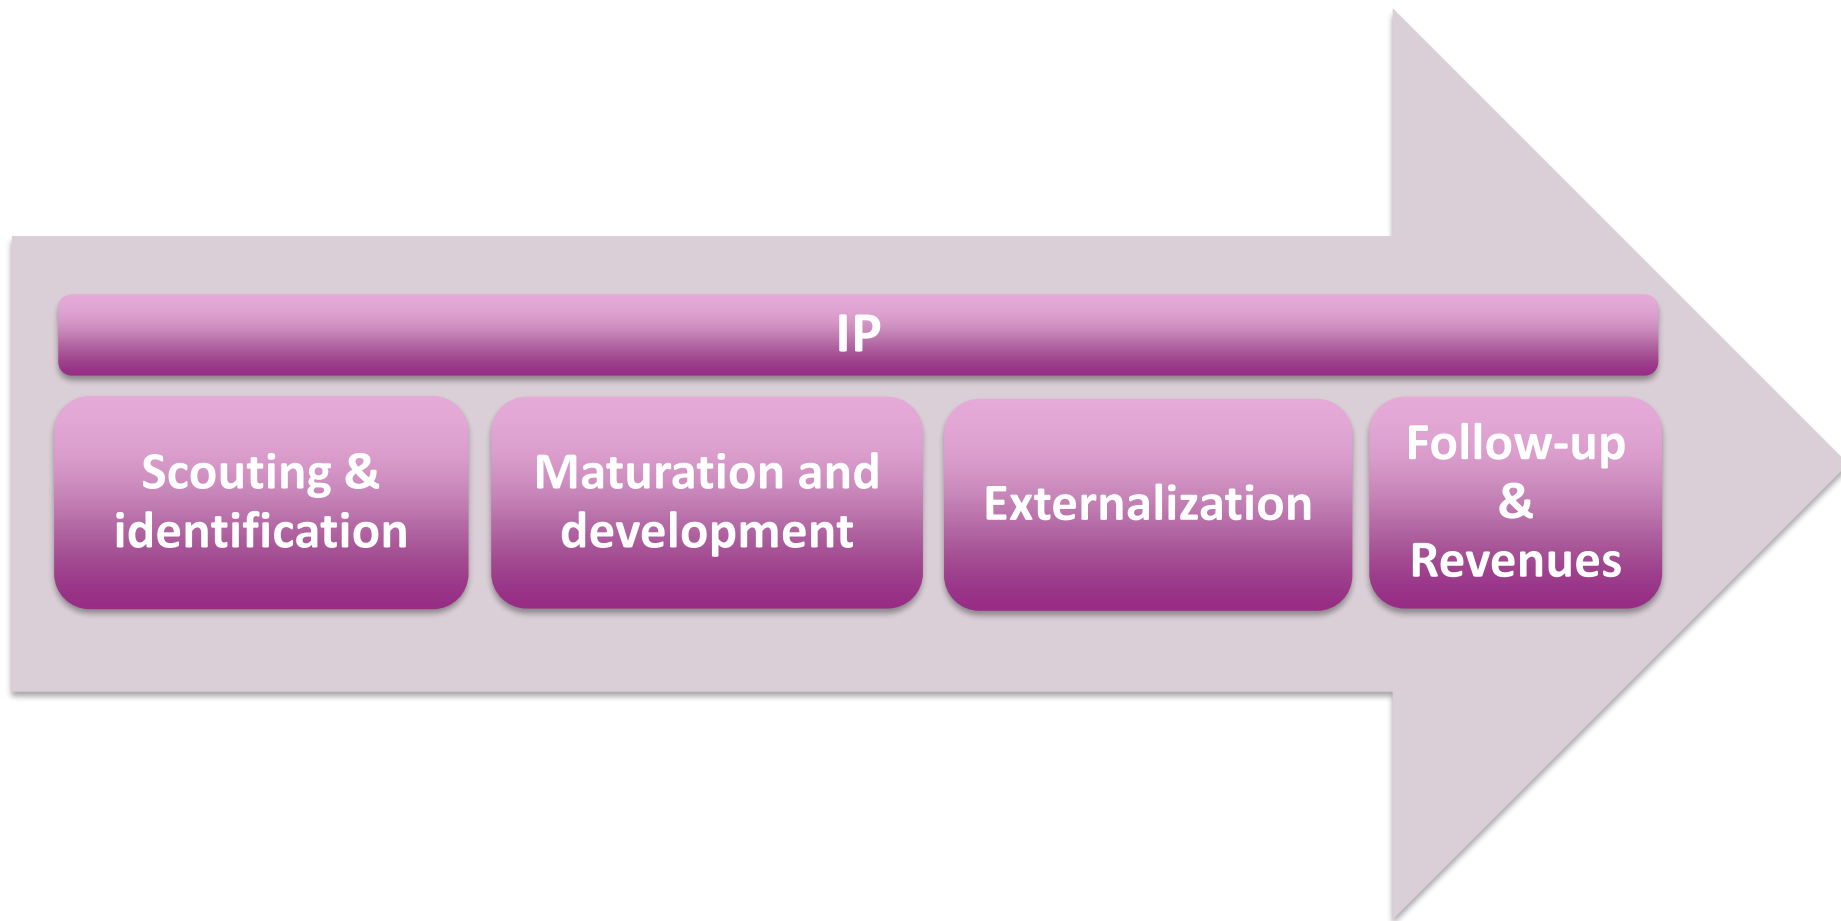 IP
Scouting &
identification
Maturation and
development
Externalization
Follow-up
&
Revenues